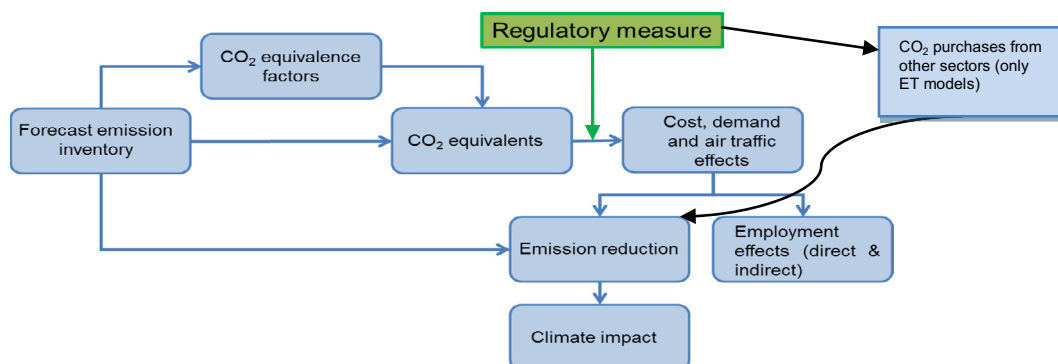 Regulatory measure
CO₂ purchases from
other sectors (only
ET models)
CO₂ equivalence
factors
Forecast emission
inventory
CO₂ equivalents
Cost, demand
and air traffic
effects
Emission reduction
Employment
effects (direct &
indirect)
Climate impact